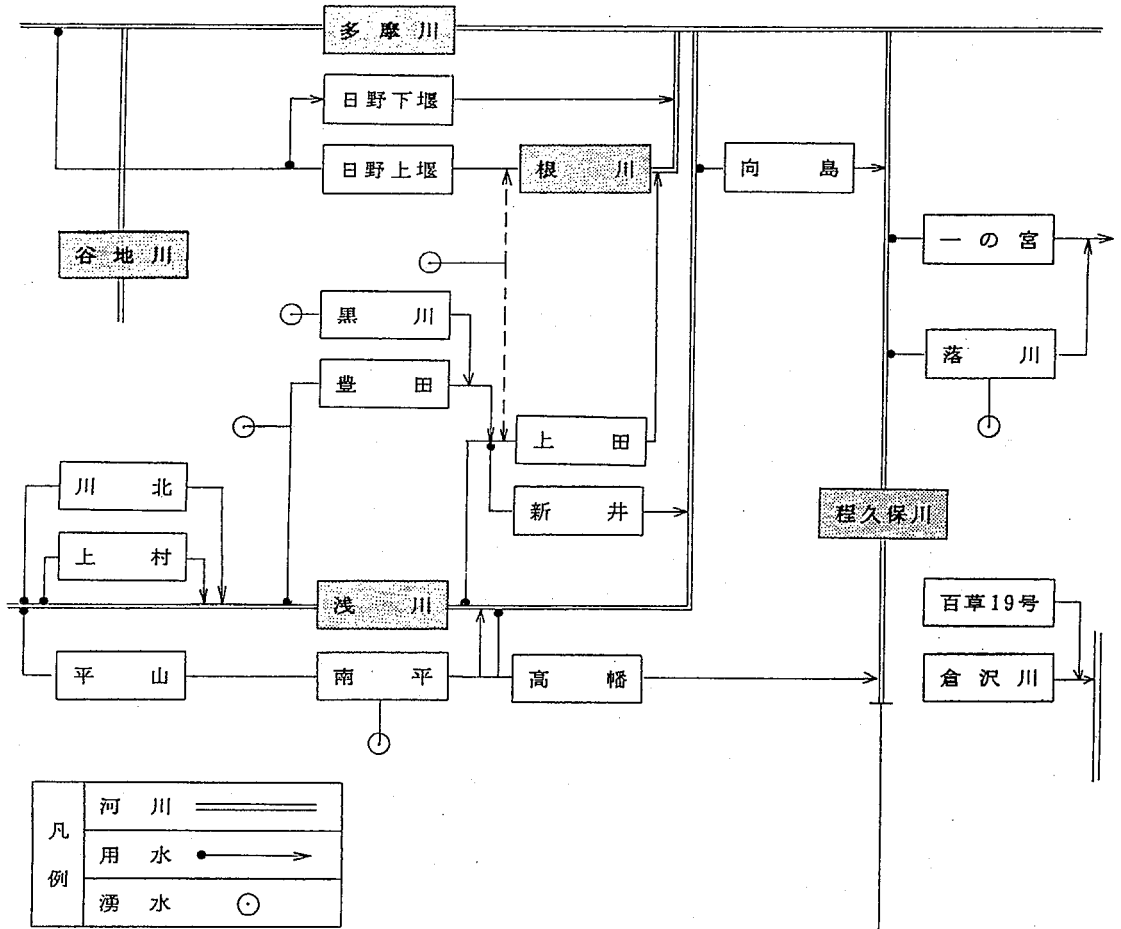 多摩川
日野下堰
日野上堰
根川
向島
谷地川
一の宮
黒川
落川
豊田
上田
川北
新井
程久保川
上村
浅川
百草19号
平山
南平
高幡
倉沢川
凡例
河川
用水
湧水